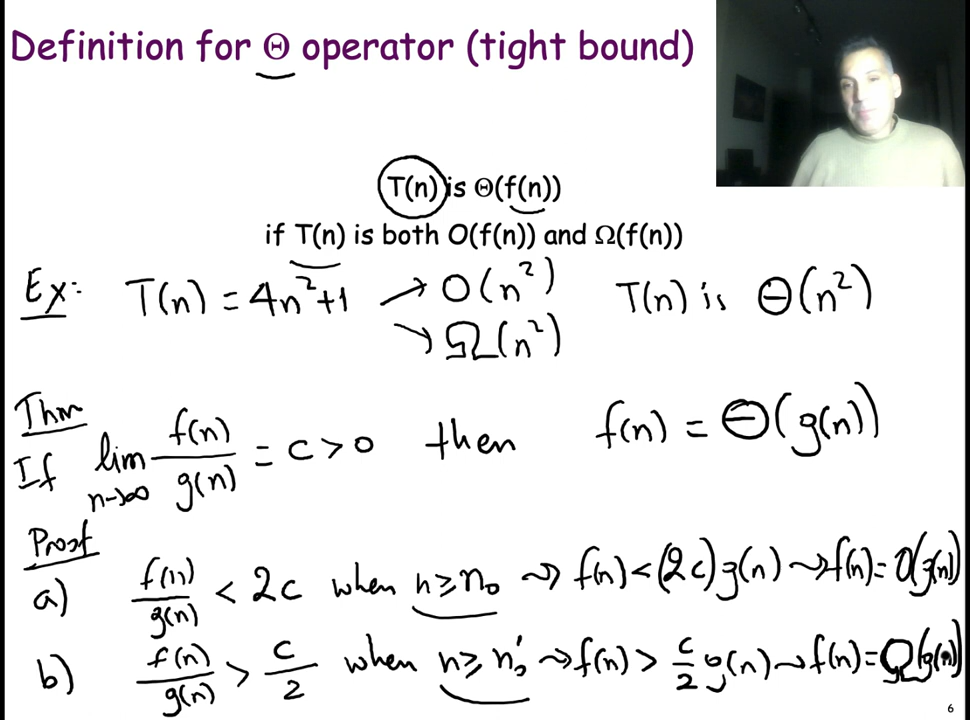 Definition for Θ operator (tight bound)
T(n) is Θ(f(n))
if T(n) is both O(f(n)) and Ω(f(n))
Ex: T(n) = 4n²+1 → O(n²) T(n) is Θ(n²)
→ Ω(n²)
Thm
If lim n→∞ f(n)/g(n) = c > 0 then f(n) = Θ(g(n))
Proof
a) f(n)/g(n) < 2c when n ≥ n₀ ⇝ f(n) < (2c) g(n) ⇝ f(n) = O(g(n))
b) f(n)/g(n) > c/2 when n ≥ n₀' ⇝ f(n) > c/2 g(n) ⇝ f(n) = Ω(g(n))
6